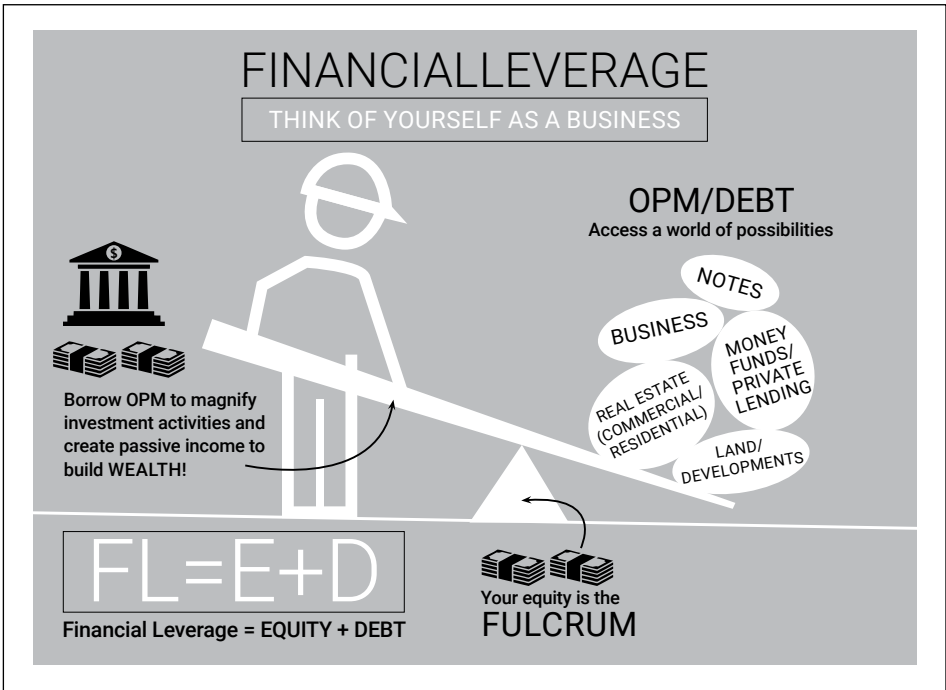 FINANCIALLEVERAGE
THINK OF YOURSELF AS A BUSINESS
OPM/DEBT
Access a world of possibilities
NOTES
BUSINESS
MONEY
FUNDS/
PRIVATE
LENDING
REAL ESTATE
(COMMERCIAL/
RESIDENTIAL)
LAND/
DEVELOPMENTS
$
Borrow OPM to magnify
investment activities and
create passive income to
build WEALTH!
FL=E+D
Financial Leverage = EQUITY + DEBT
Your equity is the
FULCRUM